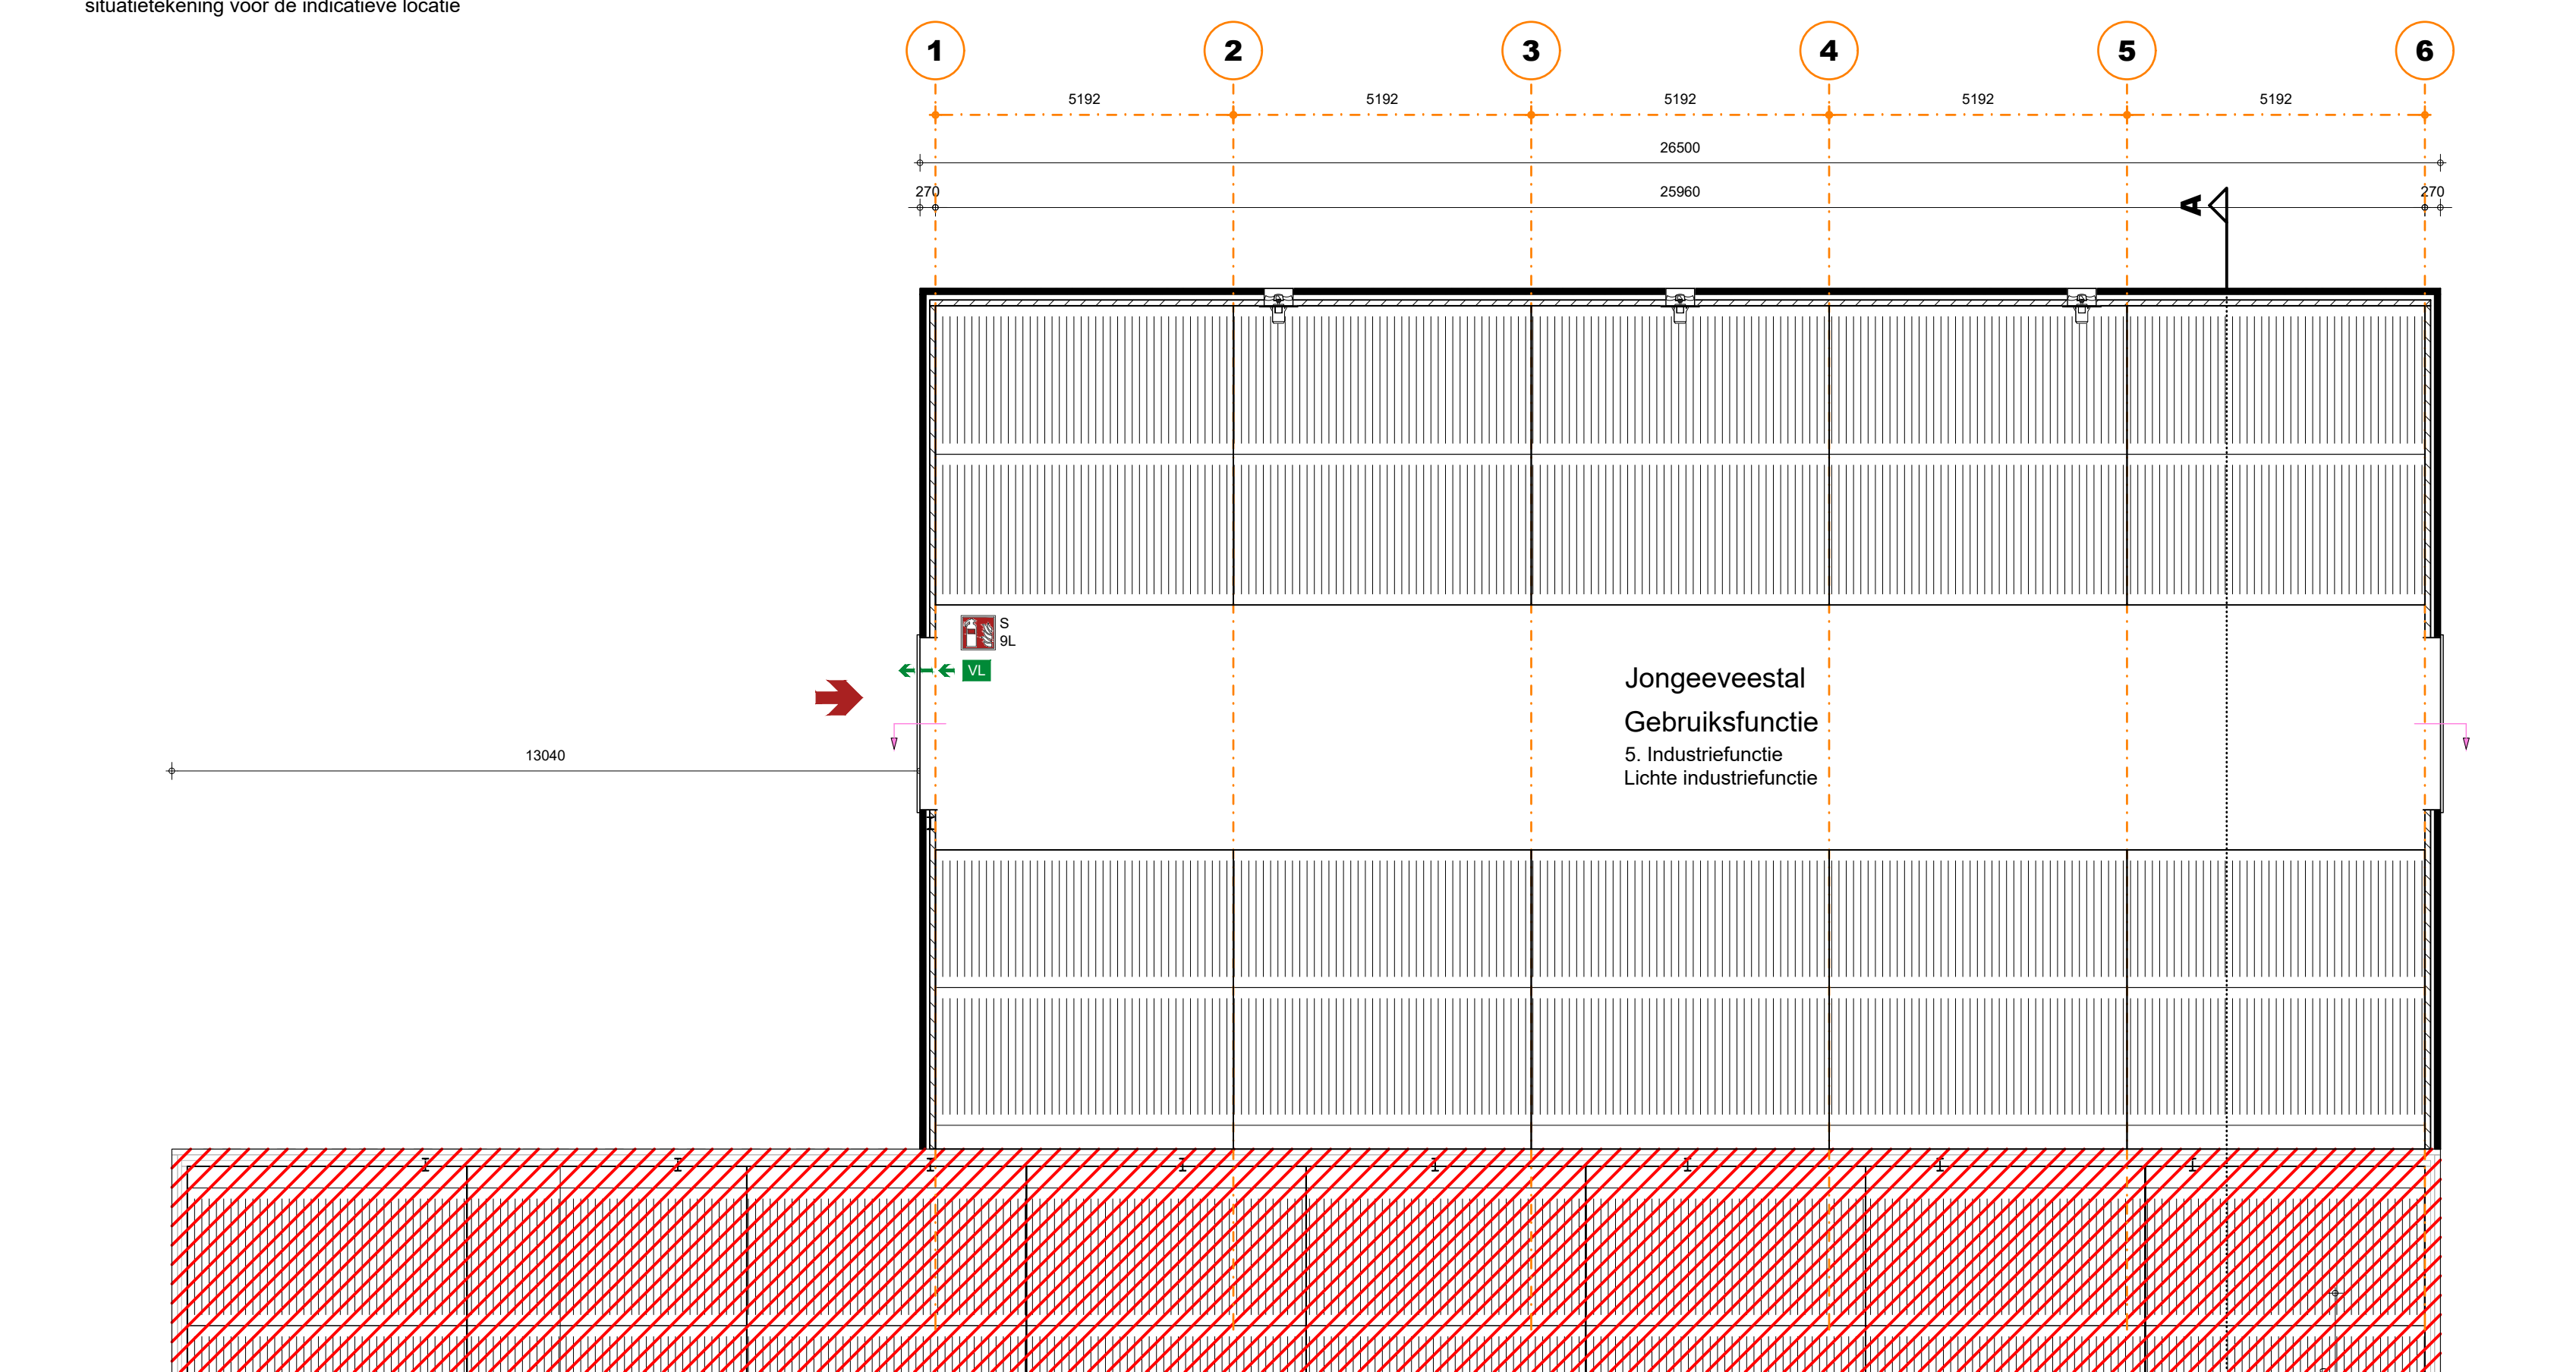 situatietekening voor de indicatieve locatie
1 2 3 4 5 6
5192 5192 5192 5192 5192
26500
270 25960 270
A
S
9L
VL
Jongeeveestal
Gebruiksfunctie
5. Industriefunctie
Lichte industriefunctie
13040